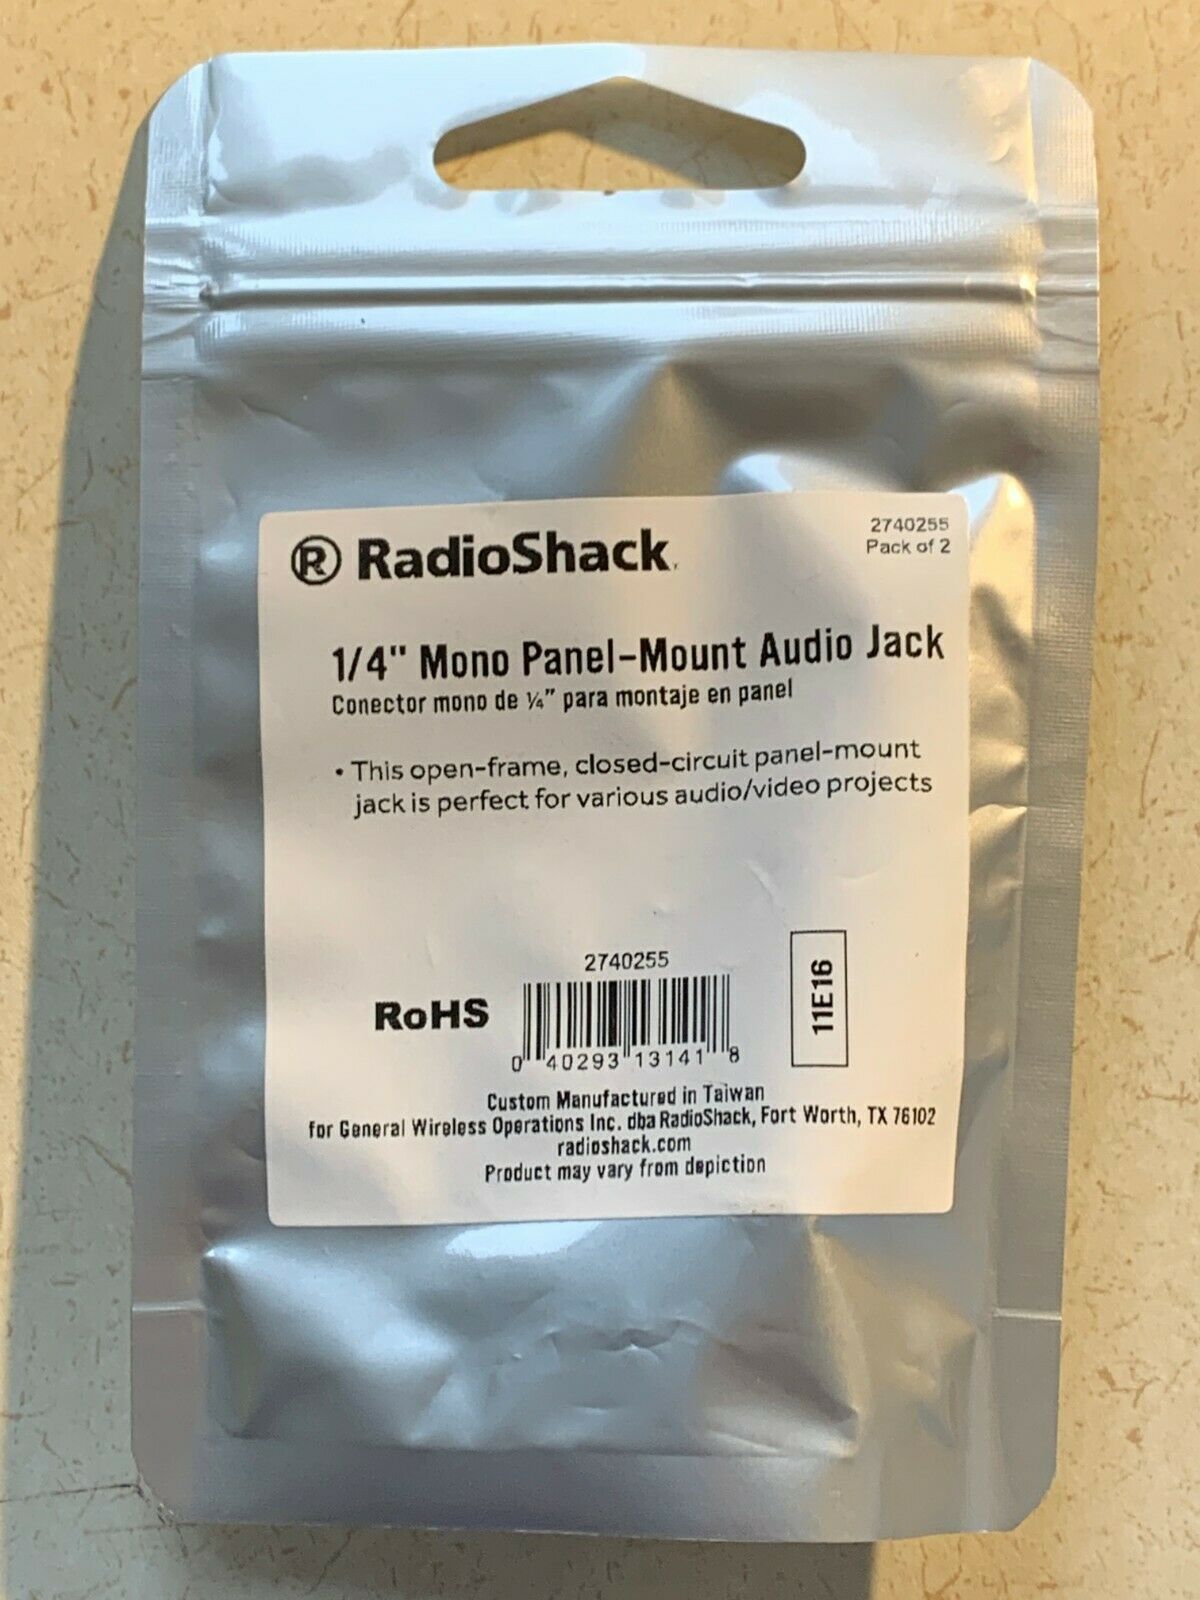 ® RadioShack.
2740255
Pack of 2
1/4" Mono Panel-Mount Audio Jack
Conector mono de ¼" para montaje en panel
• This open-frame, closed-circuit panel-mount
jack is perfect for various audio/video projects
2740255
RoHS
0 40293 13141 8
11E16
Custom Manufactured in Taiwan
for General Wireless Operations Inc. dba RadioShack, Fort Worth, TX 76102
radioshack.com
Product may vary from depiction